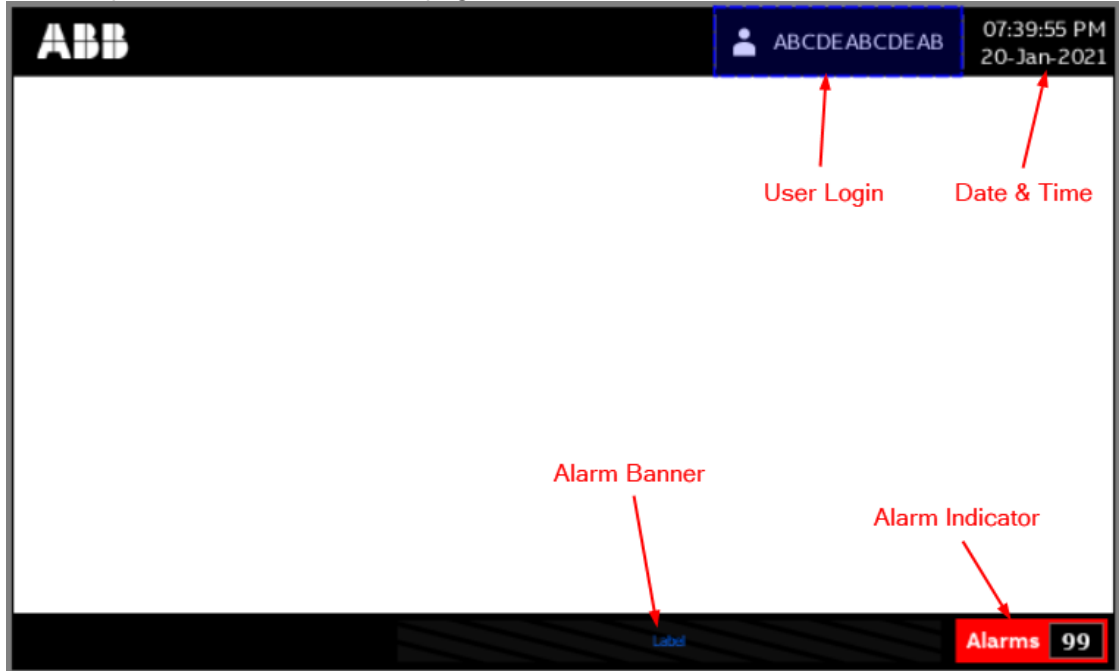 ABB
ABCDEABCDEAB
07:39:55 PM
20-Jan-2021
User Login
Date & Time
Alarm Banner
Alarm Indicator
Label
Alarms 99